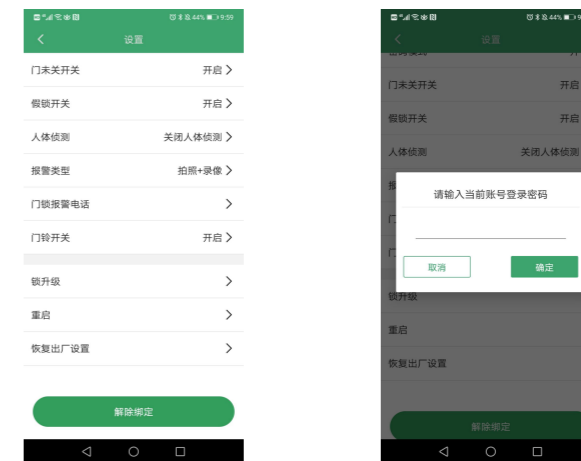 44% 9:59
设置
门未关开关 开启
假锁开关 开启
人体侦测 关闭人体侦测
报警类型 拍照+录像
门锁报警电话
门铃开关 开启
锁升级
重启
恢复出厂设置
解除绑定
44%
设置
门未关开关 开启
假锁开关 开启
人体侦测 关闭人体侦测
请输入当前账号登录密码
取消 确定
锁升级
重启
恢复出厂设置
解除绑定